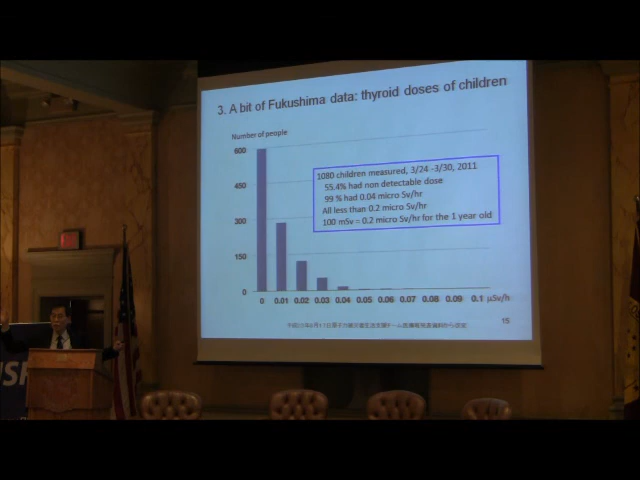 3. A bit of Fukushima data: thyroid doses of children
Number of people
600
450
300
150
0
1080 children measured, 3/24 -3/30, 2011
55.4% had non detectable dose
99 % had 0.04 micro Sv/hr
All less than 0.2 micro Sv/hr
100 mSv = 0.2 micro Sv/hr for the 1 year old
0 0.01 0.02 0.03 0.04 0.05 0.06 0.07 0.08 0.09 0.1 μSv/h
15